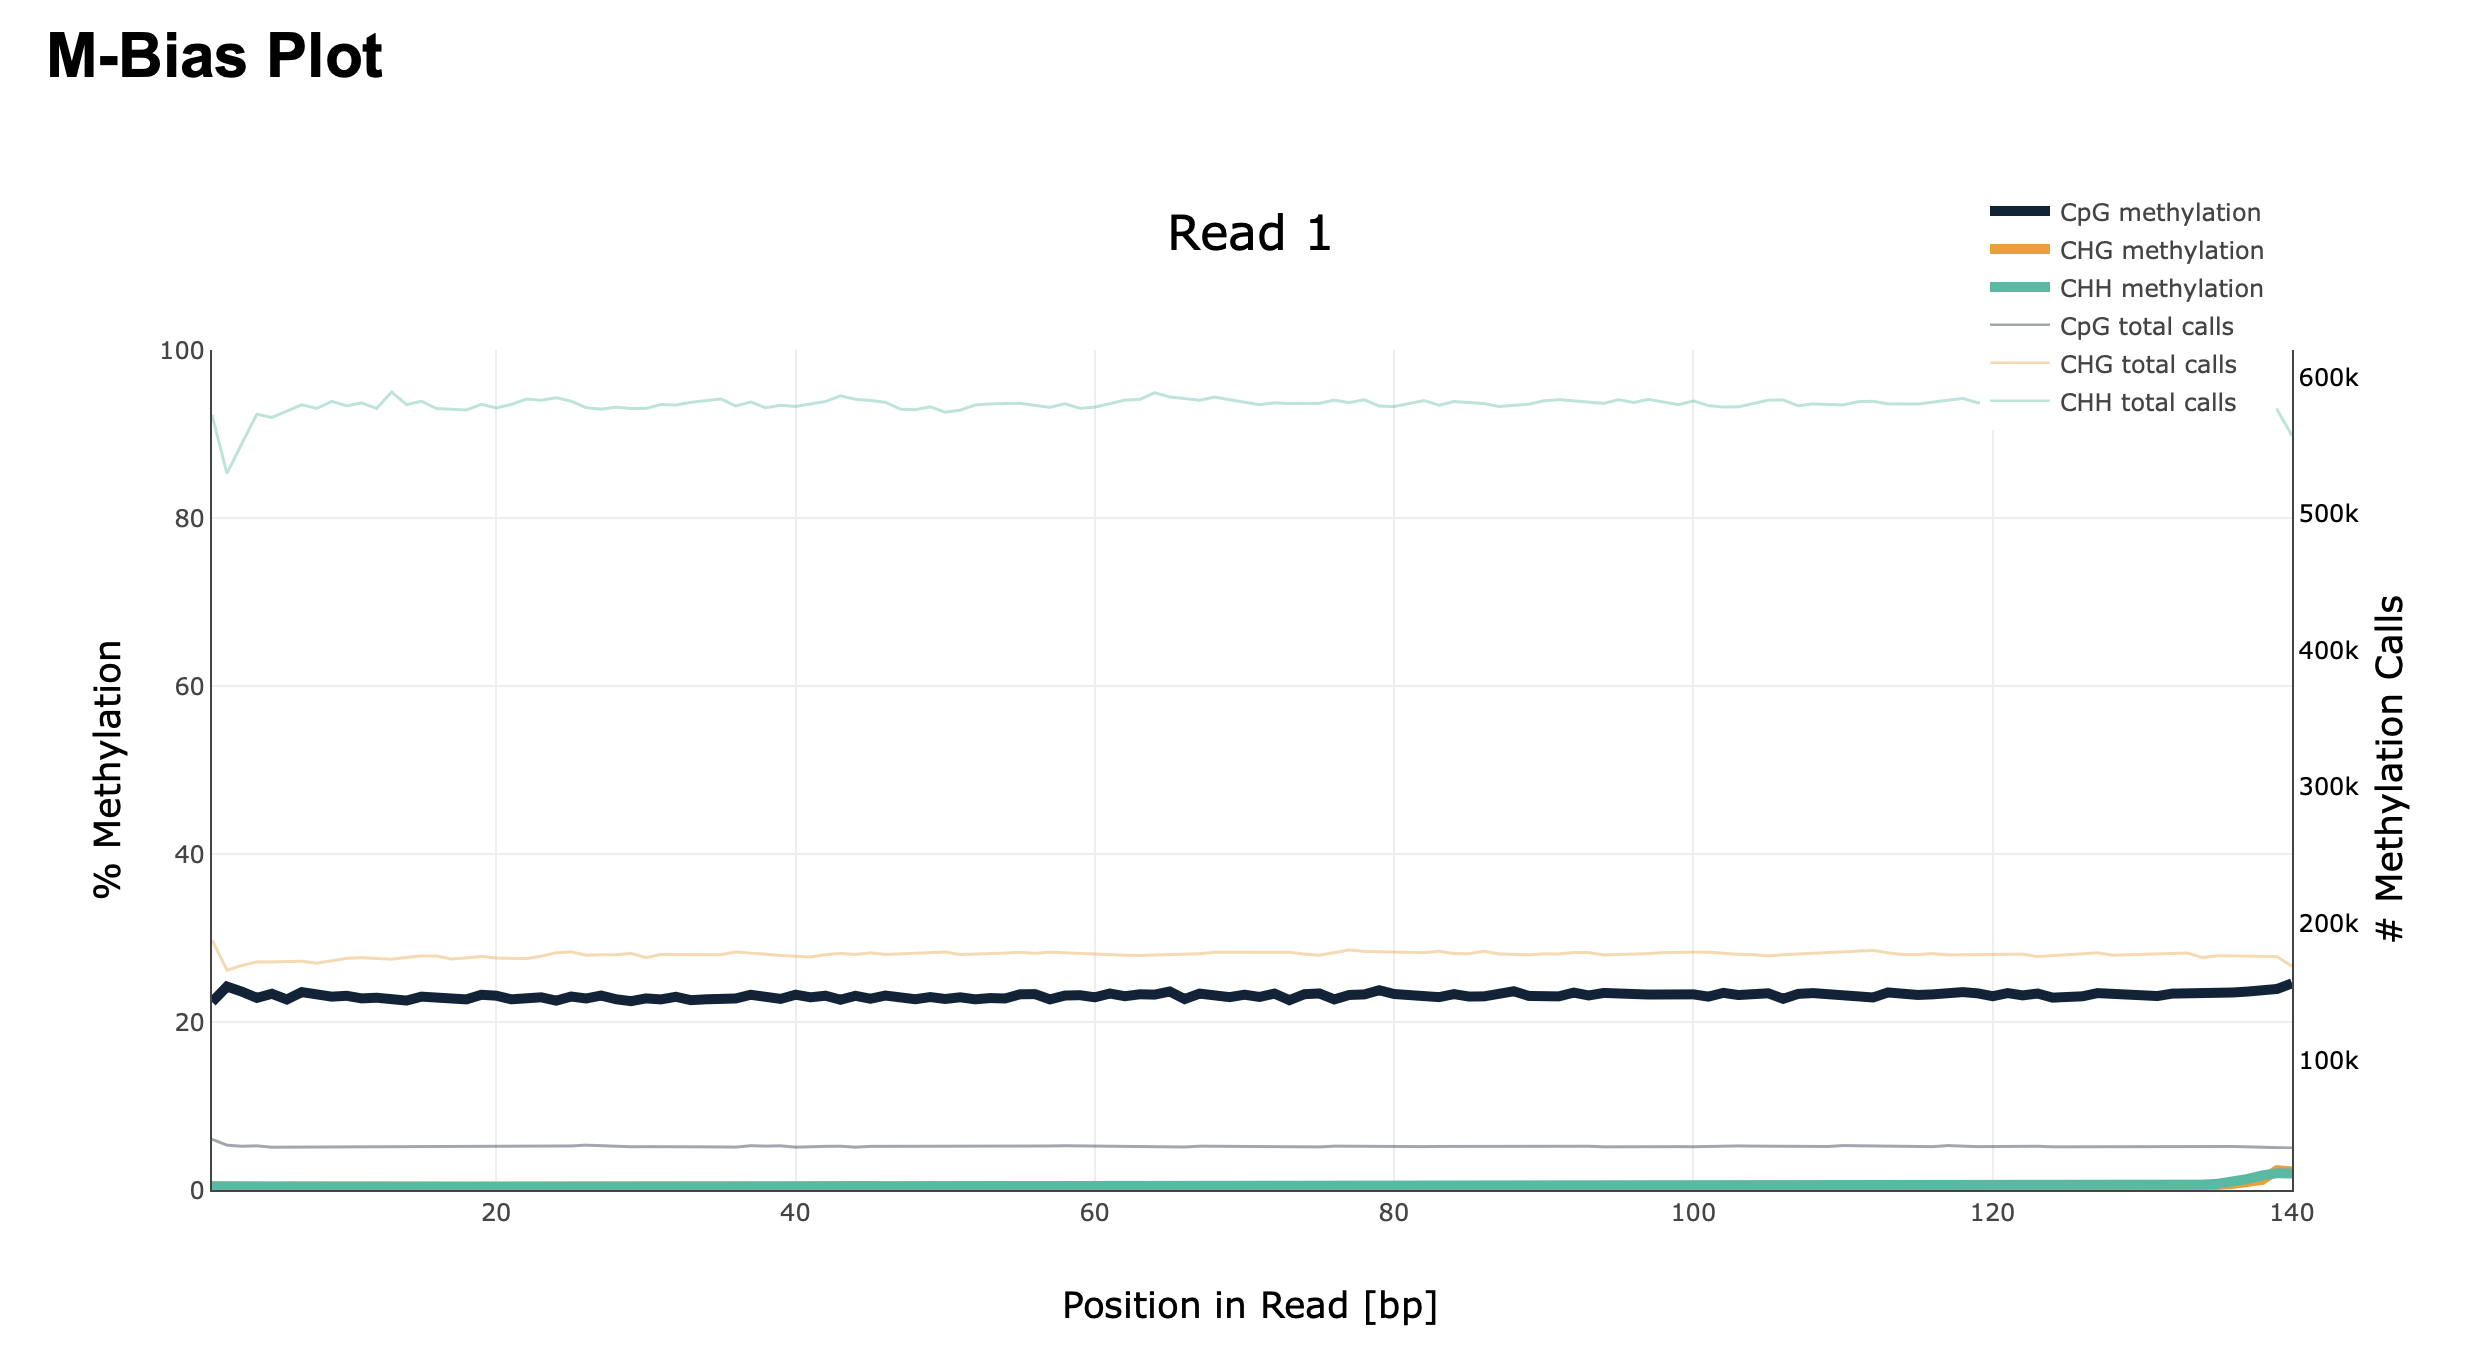 M-Bias Plot
Read 1
CpG methylation
CHG methylation
CHH methylation
CpG total calls
CHG total calls
CHH total calls
100
80
60
40
20
0
% Methylation
600k
500k
400k
300k
200k
100k
# Methylation Calls
20 40 60 80 100 120 140
Position in Read [bp]